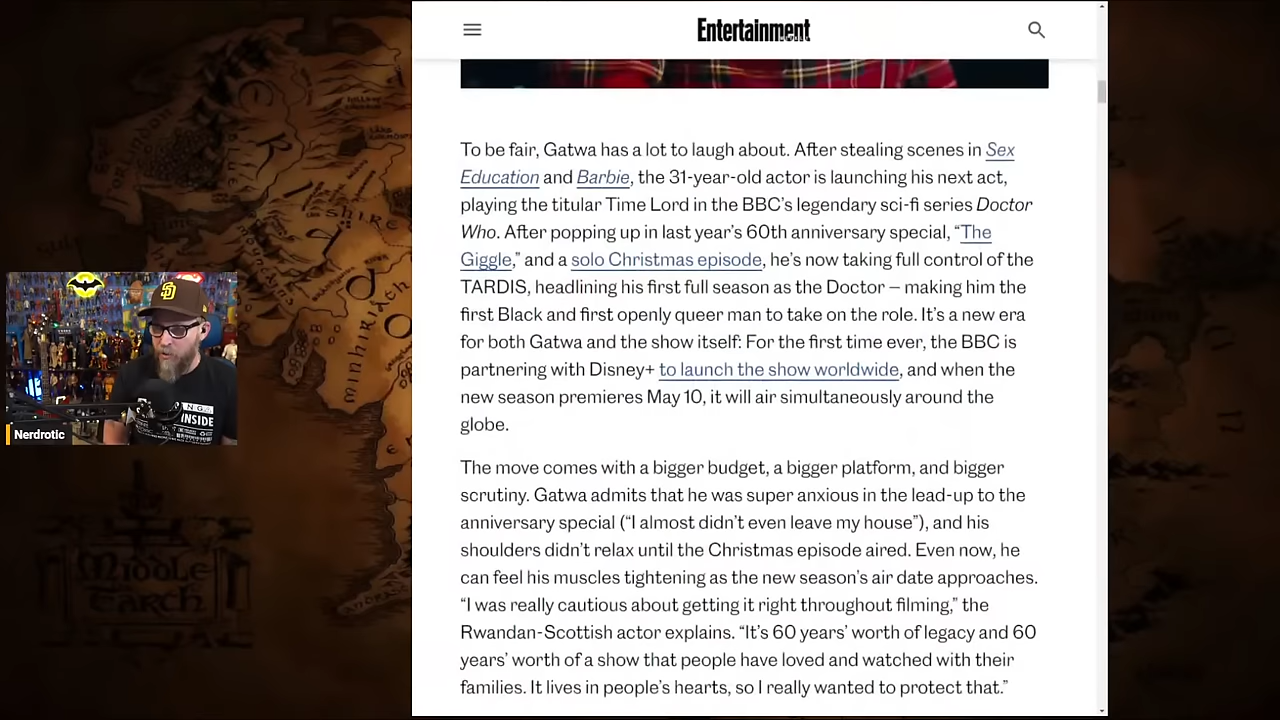 Entertainment
To be fair, Gatwa has a lot to laugh about. After stealing scenes in Sex
Education and Barbie, the 31-year-old actor is launching his next act,
playing the titular Time Lord in the BBC's legendary sci-fi series Doctor
Who. After popping up in last year's 60th anniversary special, “The
Giggle,” and a solo Christmas episode, he's now taking full control of the
TARDIS, headlining his first full season as the Doctor — making him the
first Black and first openly queer man to take on the role. It's a new era
for both Gatwa and the show itself: For the first time ever, the BBC is
partnering with Disney+ to launch the show worldwide, and when the
new season premieres May 10, it will air simultaneously around the
globe.
The move comes with a bigger budget, a bigger platform, and bigger
scrutiny. Gatwa admits that he was super anxious in the lead-up to the
anniversary special (“I almost didn't even leave my house”), and his
shoulders didn't relax until the Christmas episode aired. Even now, he
can feel his muscles tightening as the new season's air date approaches.
“I was really cautious about getting it right throughout filming,” the
Rwandan-Scottish actor explains. “It's 60 years' worth of legacy and 60
years' worth of a show that people have loved and watched with their
families. It lives in people's hearts, so I really wanted to protect that.”
INSIDE
Nerdrotic
SHIRE
MINHIRIATH
MIDDLE
EARTH